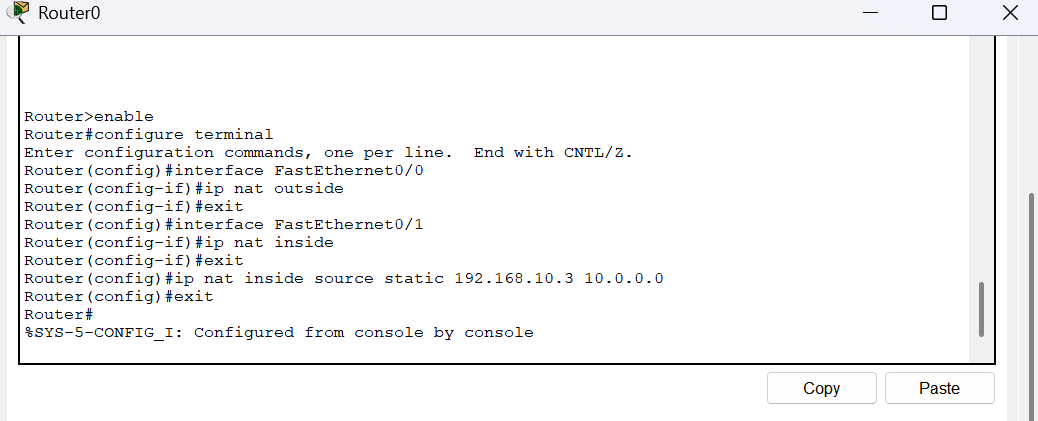 Router0
Router>enable
Router#configure terminal
Enter configuration commands, one per line.  End with CNTL/Z.
Router(config)#interface FastEthernet0/0
Router(config-if)#ip nat outside
Router(config-if)#exit
Router(config)#interface FastEthernet0/1
Router(config-if)#ip nat inside
Router(config-if)#exit
Router(config)#ip nat inside source static 192.168.10.3 10.0.0.0
Router(config)#exit
Router#
%SYS-5-CONFIG_I: Configured from console by console
Copy Paste